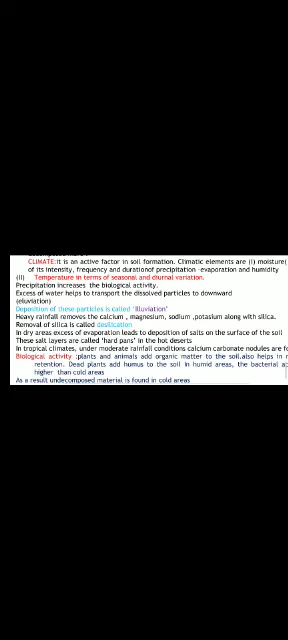 CLIMATE:it is an active factor in soil formation. Climatic elements are (i) moisture(
of its intensity, frequency and durationof precipitation -evaporation and humidity
(II) Temperature in terms of seasonal and diurnal variation.
Precipitation increases the biological activity.
Excess of water helps to transport the dissolved particles to downward
(eluviation)
Deposition of these particles is called 'illuviation'
Heavy rainfall removes the calcium , magnesium, sodium ,potasium along with silica.
Removal of silica is called desilication
In dry areas excess of evaporation leads to deposition of salts on the surface of the soil
These salt layers are called 'hard pans' in the hot deserts
In tropical climates, under moderate rainfall conditions calcium carbonate nodules are fo
Biological activity :plants and animals add organic matter to the soil,also helps in
retention. Dead plants add humus to the soil in humid areas, the bacterial
higher than cold areas
As a result undecomposed material is found in cold areas